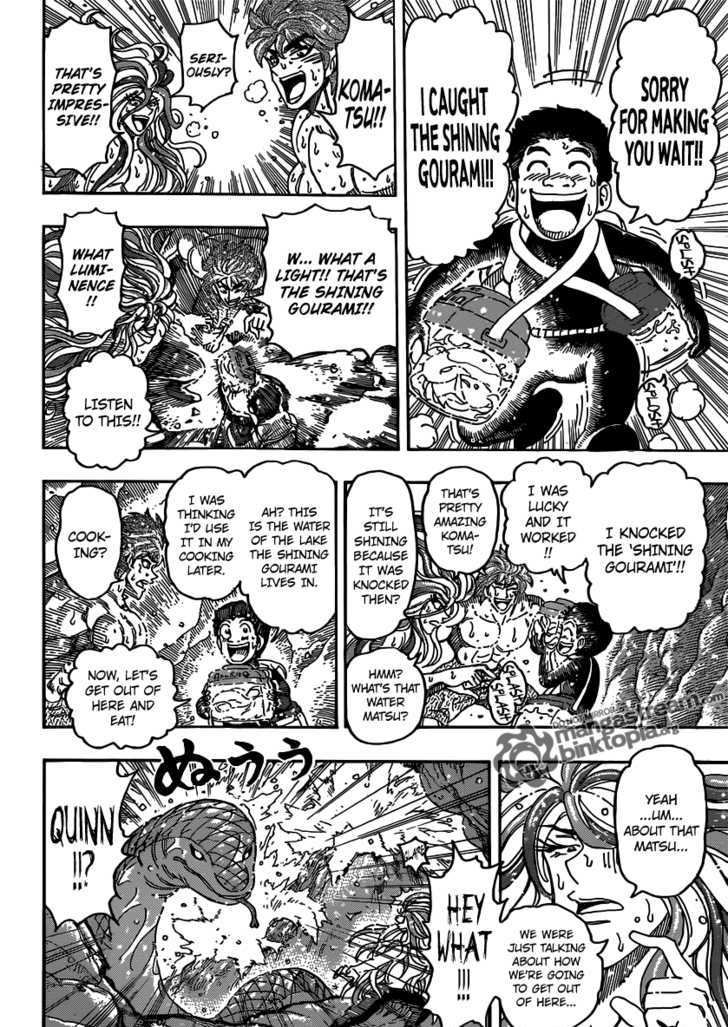 SORRY
FOR MAKING
YOU WAIT!!
I CAUGHT
THE SHINING
GOURAMI!!!
SPLISH
SPLISH
KOMA-
TSU!!
SERI-
OUSLY?
THAT'S
PRETTY
IMPRES-
SIVE!!
W... WHAT A
LIGHT!! THAT'S
THE SHINING
GOURAMI!!
WHAT
LUMI-
NENCE
!!
LISTEN
TO THIS!!
I KNOCKED
THE 'SHINING
GOURAMI'!!
I WAS
LUCKY
AND IT
WORKED
!!
THAT'S
PRETTY
AMAZING
KOMA-
TSU!
IT'S
STILL
SHINING
BECAUSE
IT WAS
KNOCKED
THEN?
HMM?
WHAT'S THAT
WATER
MATSU?
AH? THIS
IS THE WATER
OF THE LAKE
THE SHINING
GOURAMI
LIVES IN.
I WAS
THINKING
I'D USE
IT IN MY
COOKING
LATER.
COOK-
ING?
NOW, LET'S
GET OUT OF
HERE AND
EAT!
mangastream.com
binktopia.org
YEAH
...UM...
ABOUT THAT
MATSU...
WE WERE
JUST TALKING
ABOUT HOW
WE'RE GOING
TO GET OUT
OF HERE...
ぬぅぅ
HEY
WHAT
!!!
QUINN
!!?